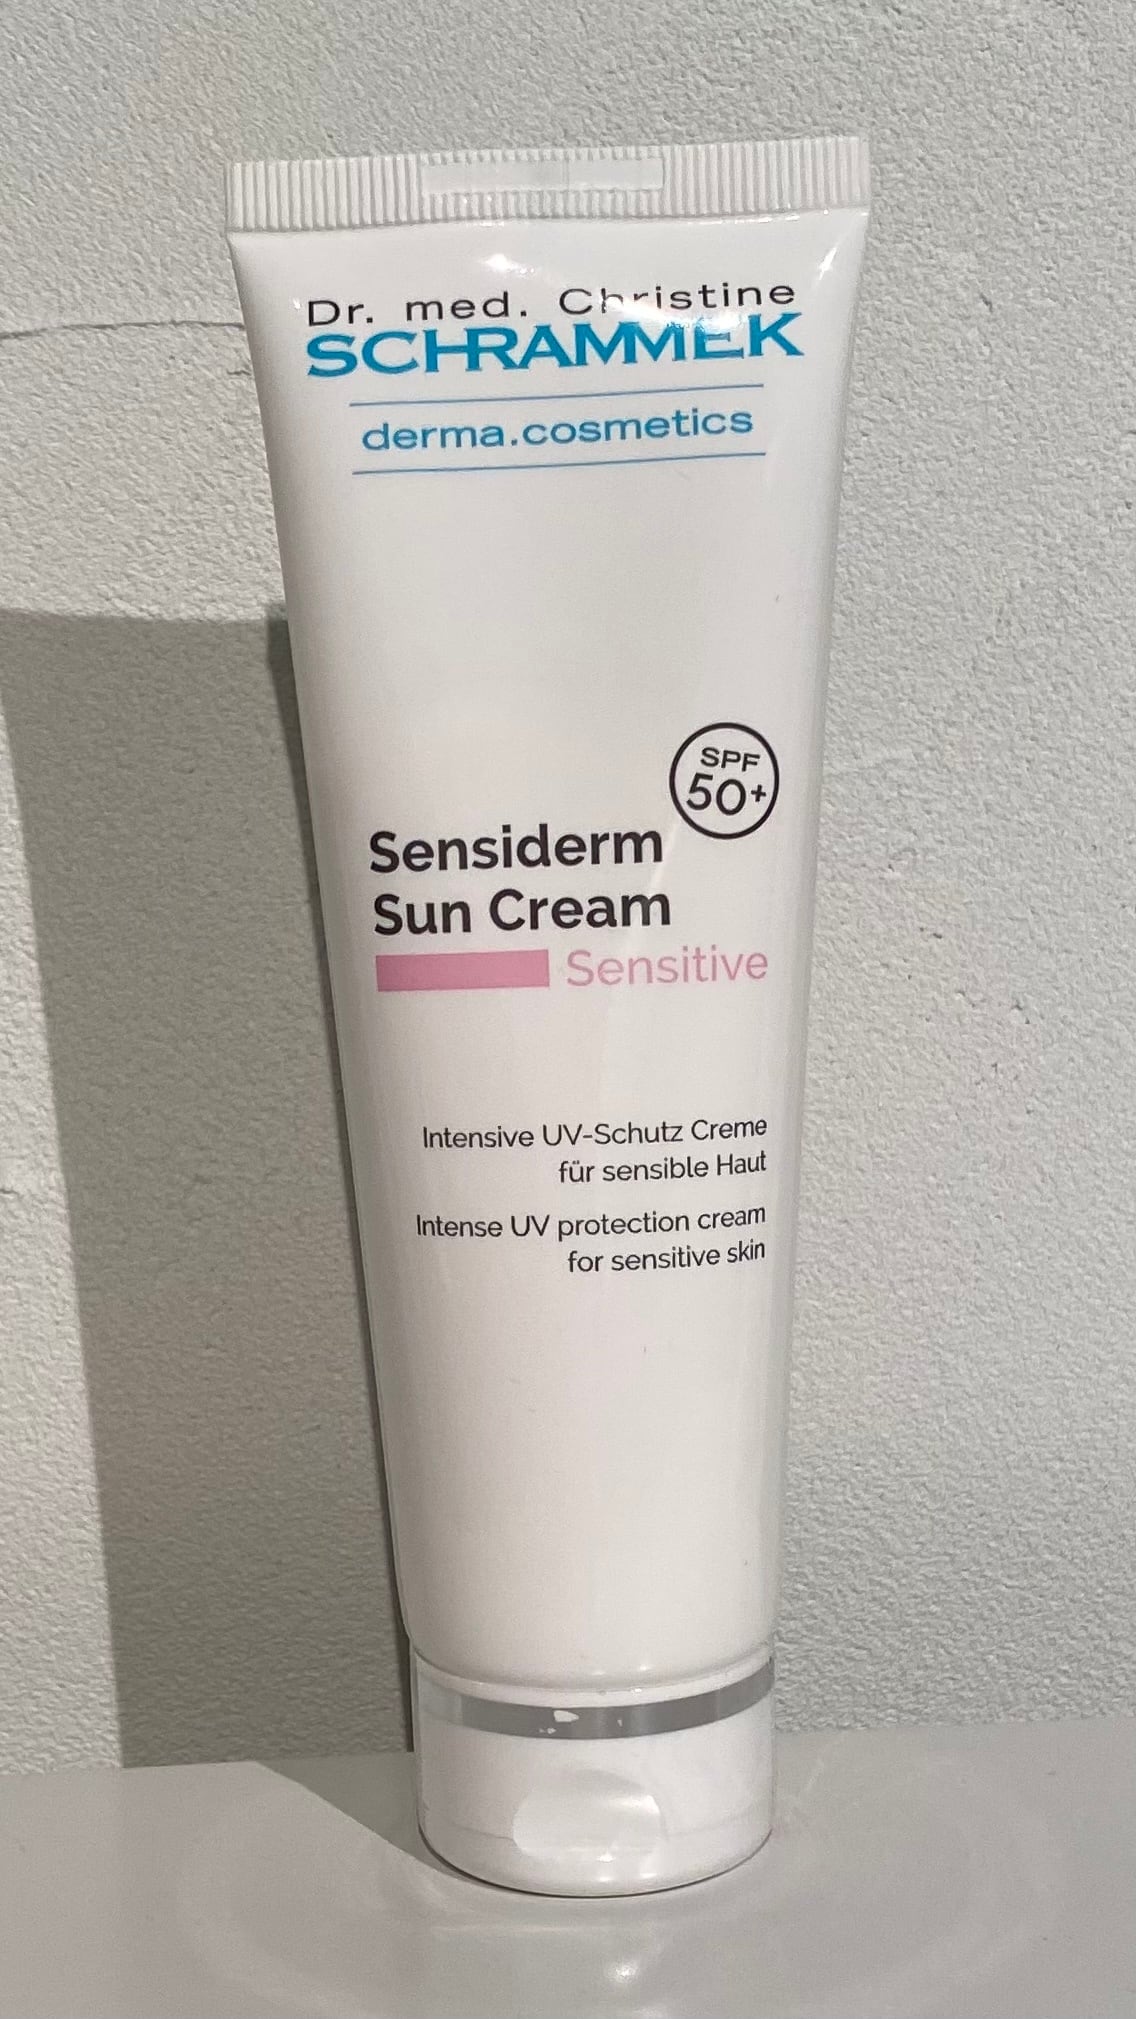 Dr. med. Christine
SCHRAMMEK
derma.cosmetics
SPF
50+
Sensiderm
Sun Cream
Sensitive
Intensive UV-Schutz Creme
für sensible Haut
Intense UV protection cream
for sensitive skin